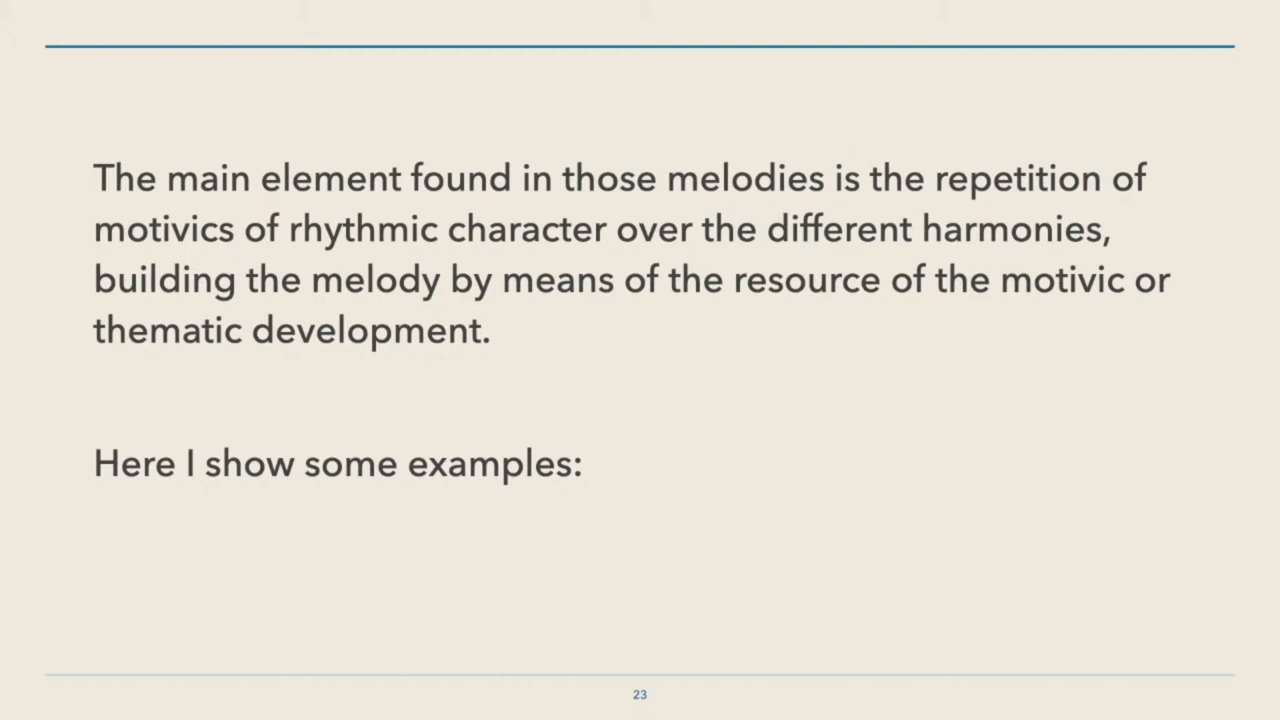 The main element found in those melodies is the repetition of
motivics of rhythmic character over the different harmonies,
building the melody by means of the resource of the motivic or
thematic development.
Here I show some examples:
23